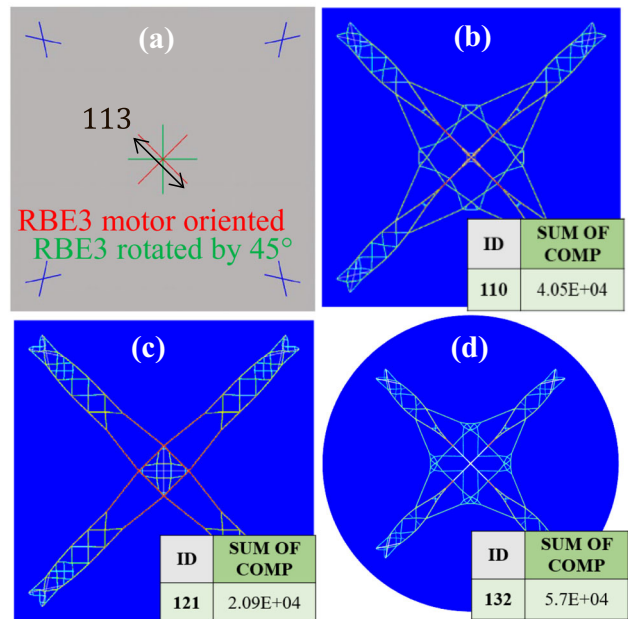 (a)
113
RBE3 motor oriented
RBE3 rotated by 45°
(b)
ID SUM OF COMP
110 4.05E+04
(c)
ID SUM OF COMP
121 2.09E+04
(d)
ID SUM OF COMP
132 5.7E+04